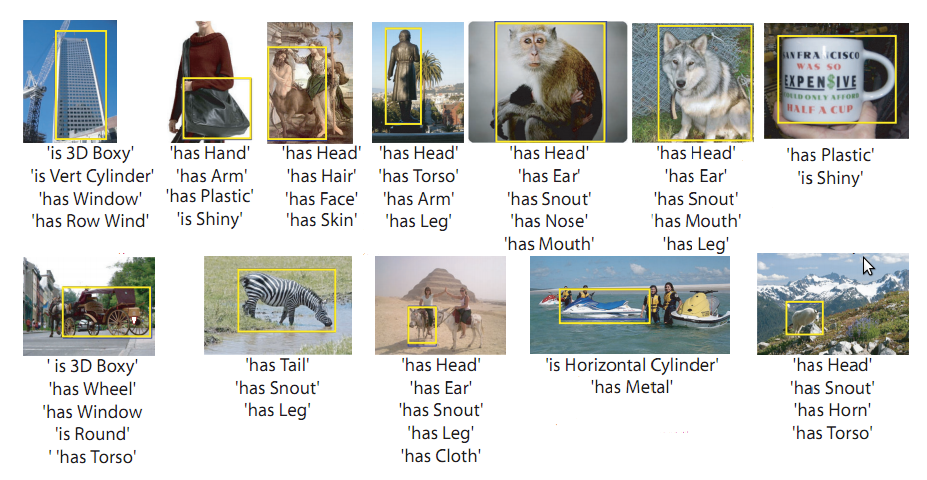 SAN FRANCISCO
WAS SO
EXPEN$IVE
COULD ONLY AFFORD
HALF A CUP
'is 3D Boxy'
'is Vert Cylinder'
'has Window'
'has Row Wind'
'has Hand'
'has Arm'
'has Plastic'
'is Shiny'
'has Head'
'has Hair'
'has Face'
'has Skin'
'has Head'
'has Torso'
'has Arm'
'has Leg'
'has Head'
'has Ear'
'has Snout'
'has Nose'
'has Mouth'
'has Head'
'has Ear'
'has Snout'
'has Mouth'
'has Leg'
'has Plastic'
'is Shiny'
' is 3D Boxy'
'has Wheel'
'has Window
'is Round'
' 'has Torso'
'has Tail'
'has Snout'
'has Leg'
'has Head'
'has Ear'
'has Snout'
'has Leg'
'has Cloth'
'is Horizontal Cylinder'
'has Metal'
'has Head'
'has Snout'
'has Horn'
'has Torso'